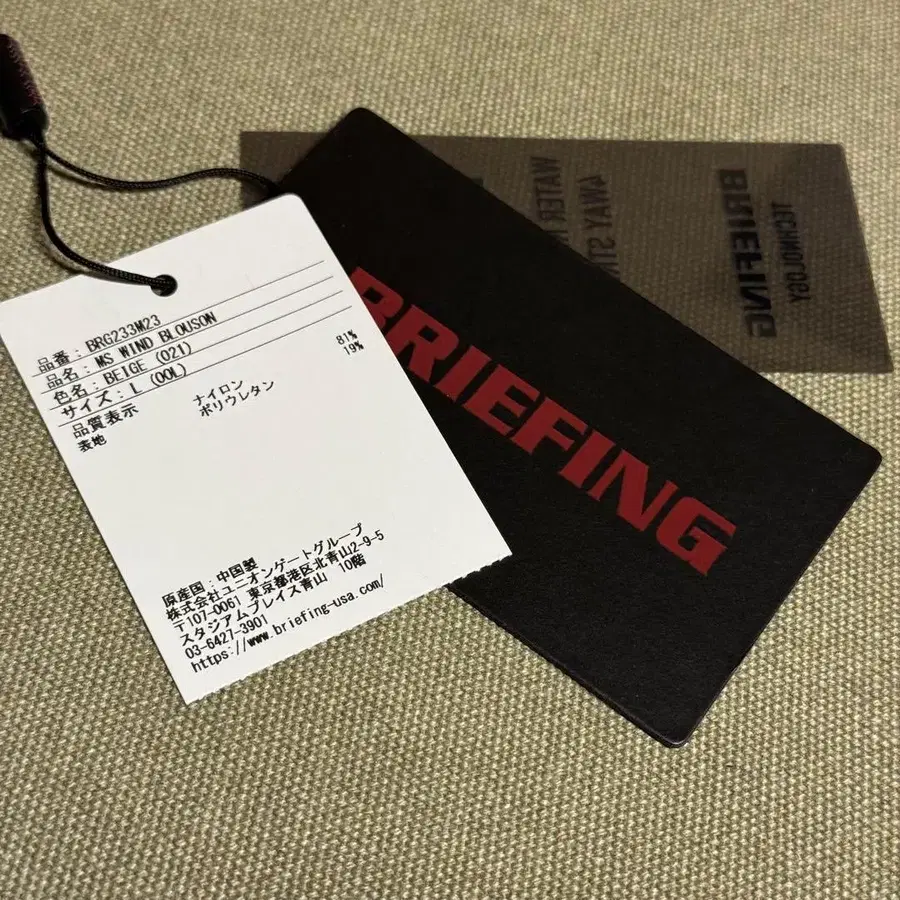 品番：BRG233M23
品名：MS WIND BLOUSON
色名：BEIGE (021)
サイズ：L (00L)
品質表示
表地 ナイロン 81%
ポリウレタン 19%
原産国：中国製
株式会社ユニオンゲートグループ
〒107-0061 東京都港区北青山2-9-5
スタジアムプレイス青山 10階
03-6427-3901
https://www.briefing-usa.com/
BRIEFING
BRIEFING
TECHNOLOGY
4WAY
WATER